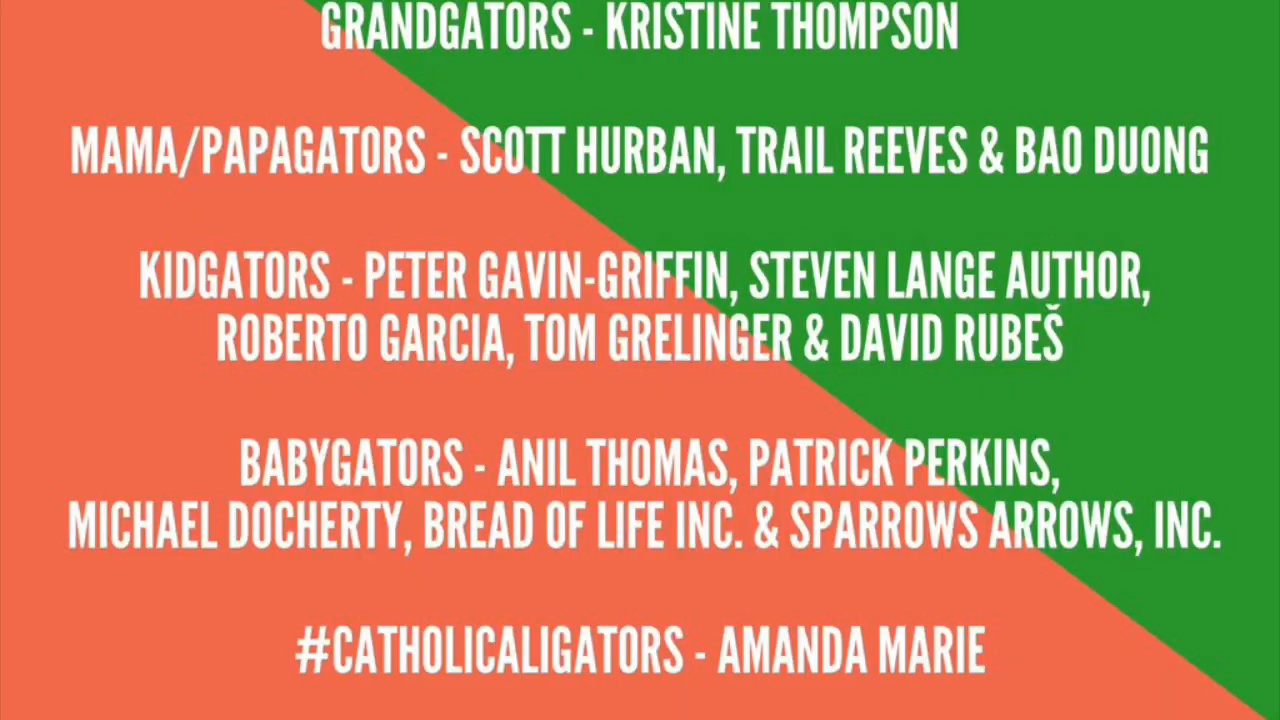 GRANDGATORS - KRISTINE THOMPSON
MAMA/PAPAGATORS - SCOTT HURBAN, TRAIL REEVES & BAO DUONG
KIDGATORS - PETER GAVIN-GRIFFIN, STEVEN LANGE AUTHOR,
ROBERTO GARCIA, TOM GRELINGER & DAVID RUBEŠ
BABYGATORS - ANIL THOMAS, PATRICK PERKINS,
MICHAEL DOCHERTY, BREAD OF LIFE INC. & SPARROWS ARROWS, INC.
#CATHOLICALIGATORS - AMANDA MARIE